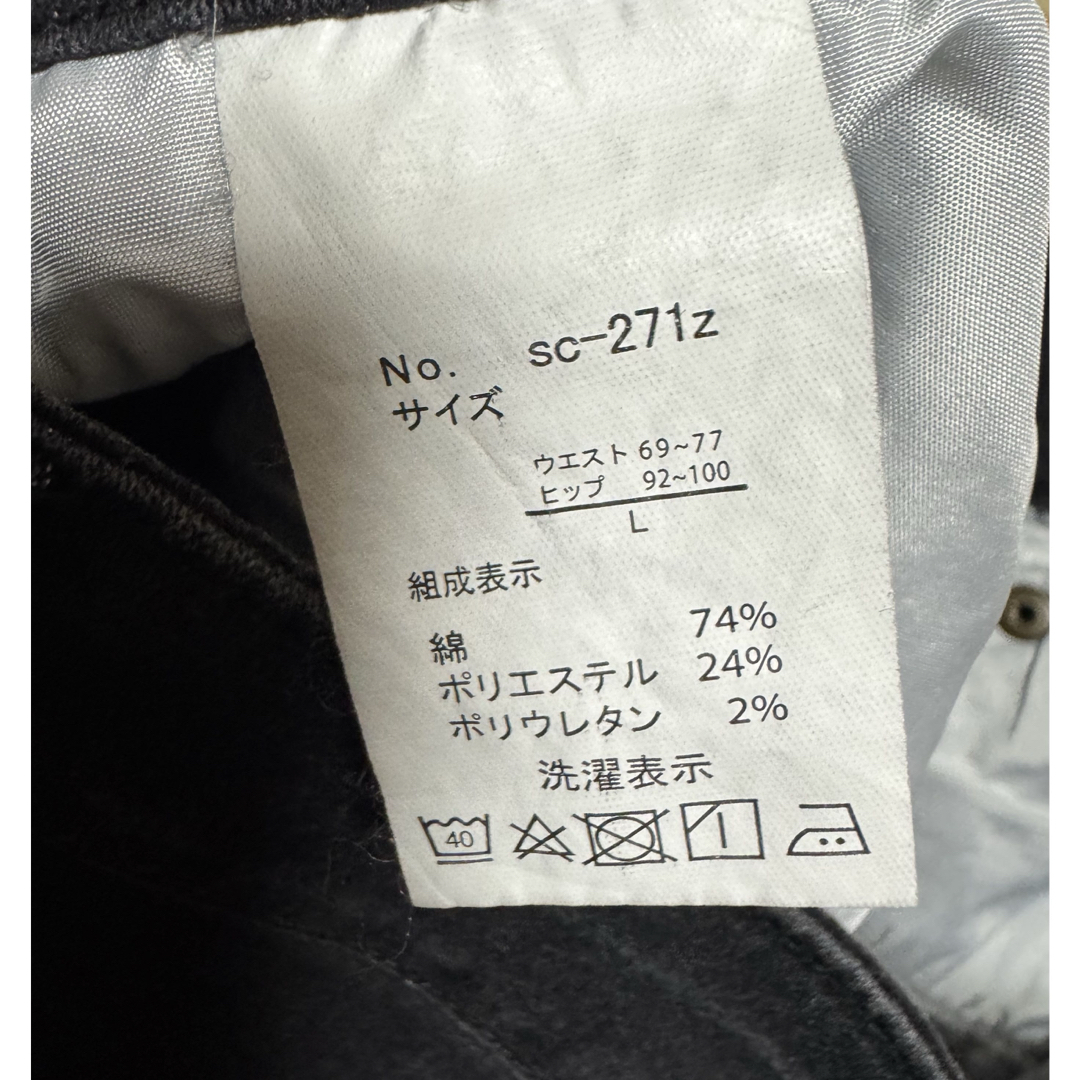 No. sc-271z
サイズ
ウエスト 69~77
ヒップ 92~100
L
組成表示
綿 74%
ポリエステル 24%
ポリウレタン 2%
洗濯表示
40